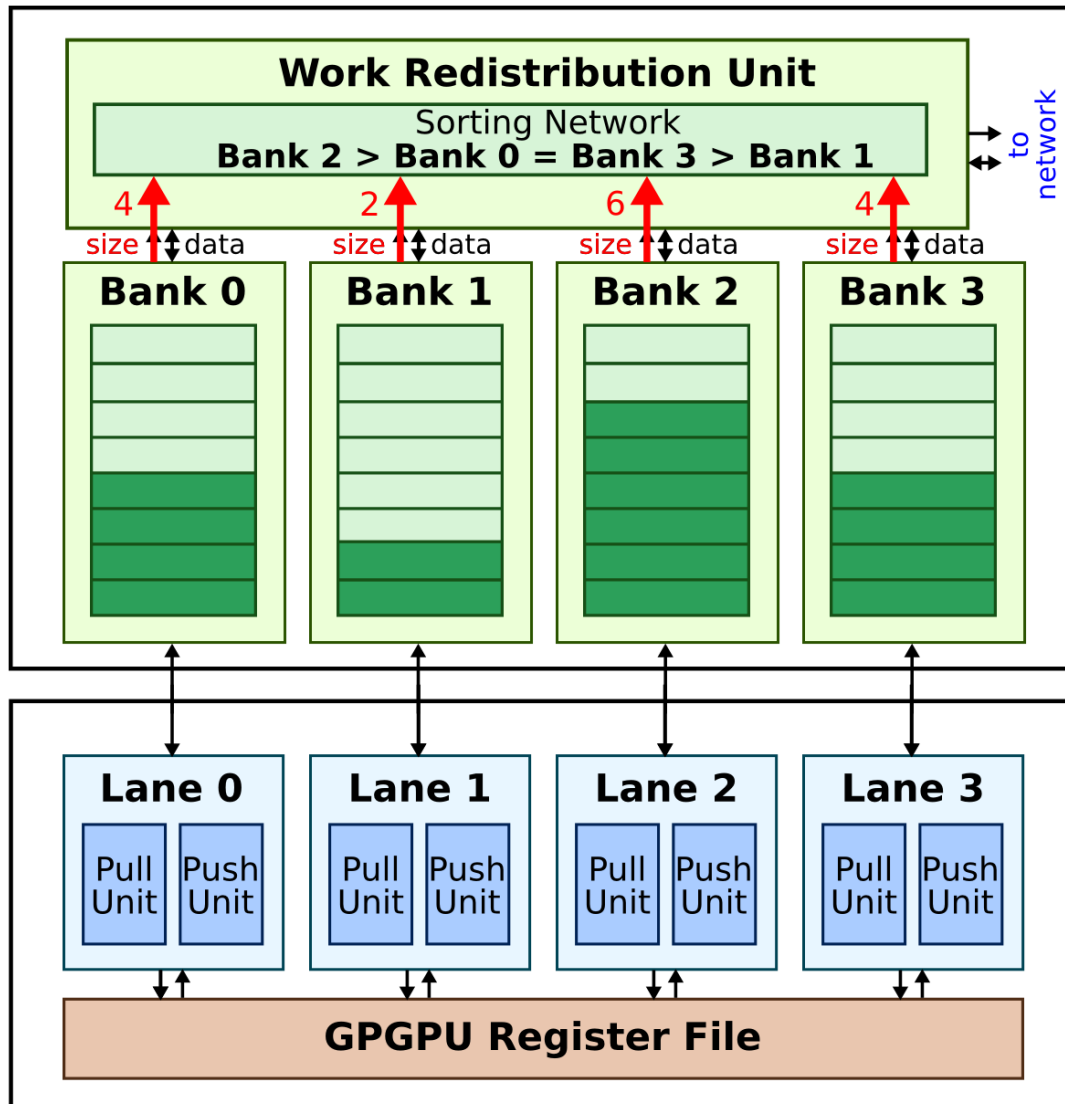 Work Redistribution Unit
Sorting Network
Bank 2 > Bank 0 = Bank 3 > Bank 1
to
network
4
2
6
4
size data
size data
size data
size data
Bank 0
Bank 1
Bank 2
Bank 3
Lane 0
Pull
Unit
Push
Unit
Lane 1
Pull
Unit
Push
Unit
Lane 2
Pull
Unit
Push
Unit
Lane 3
Pull
Unit
Push
Unit
GPGPU Register File